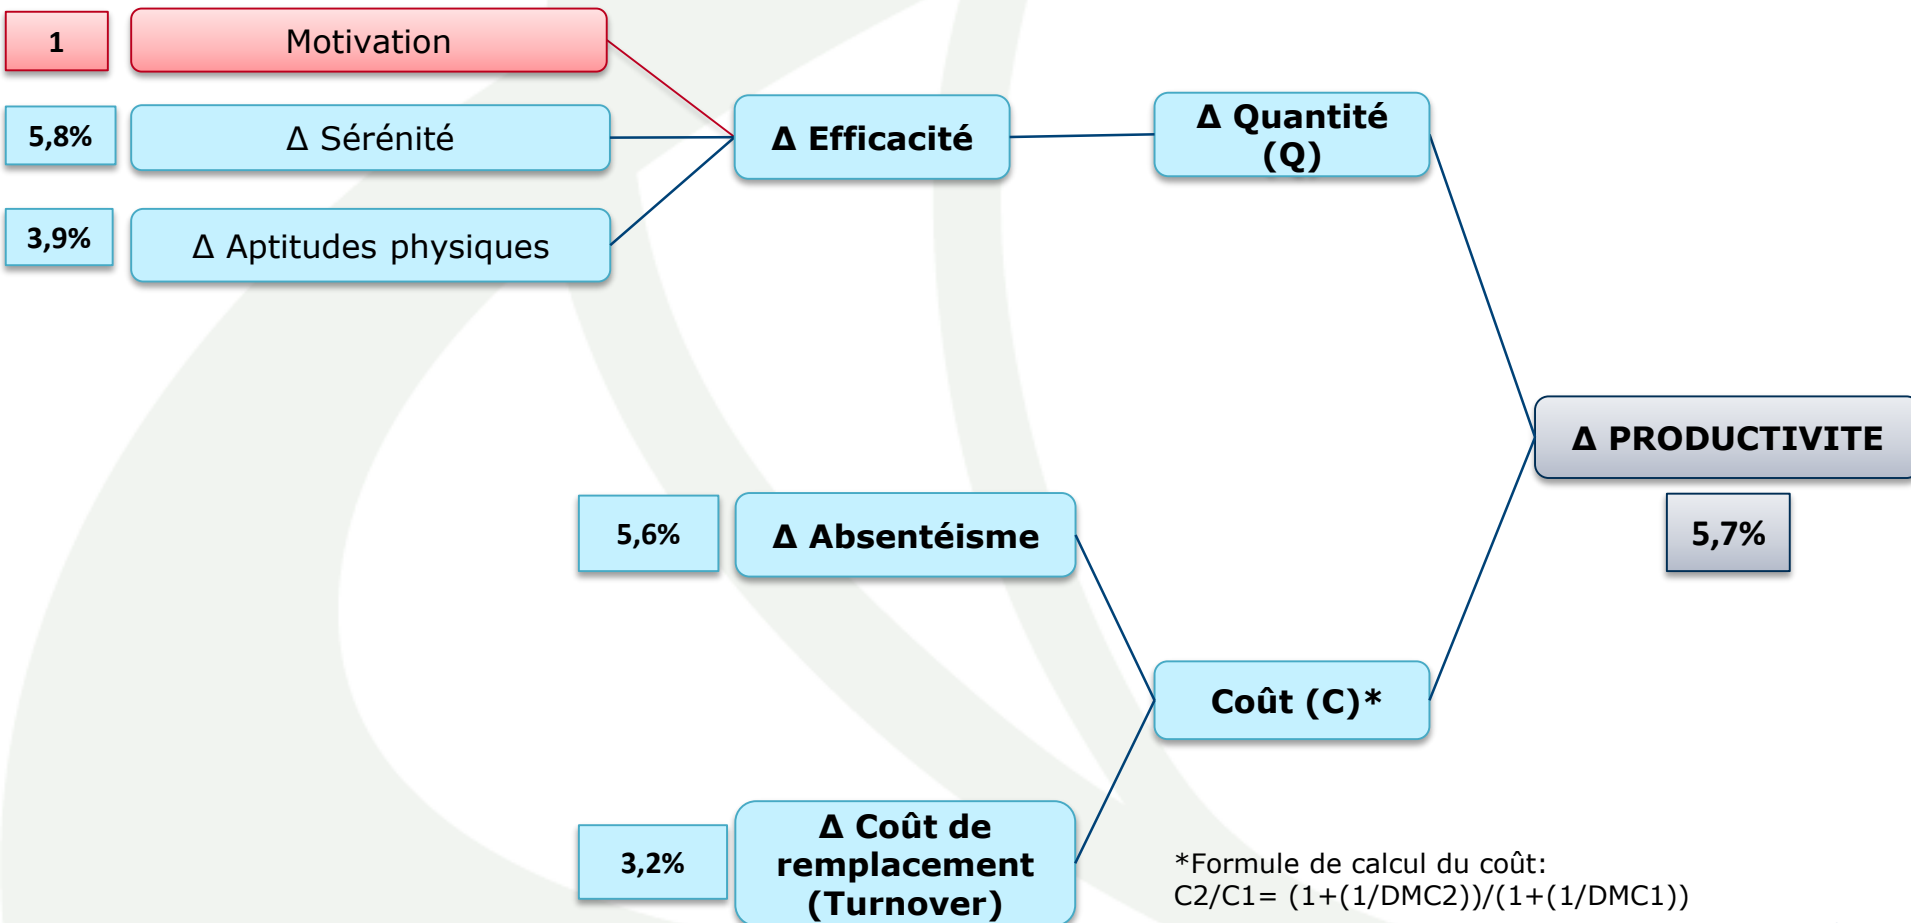 1
Motivation
5,8%
Δ Sérénité
3,9%
Δ Aptitudes physiques
Δ Efficacité
Δ Quantité
(Q)
Δ PRODUCTIVITE
5,7%
5,6%
Δ Absentéisme
Coût (C)*
3,2%
Δ Coût de
remplacement
(Turnover)
*Formule de calcul du coût:
C2/C1= (1+(1/DMC2))/(1+(1/DMC1))